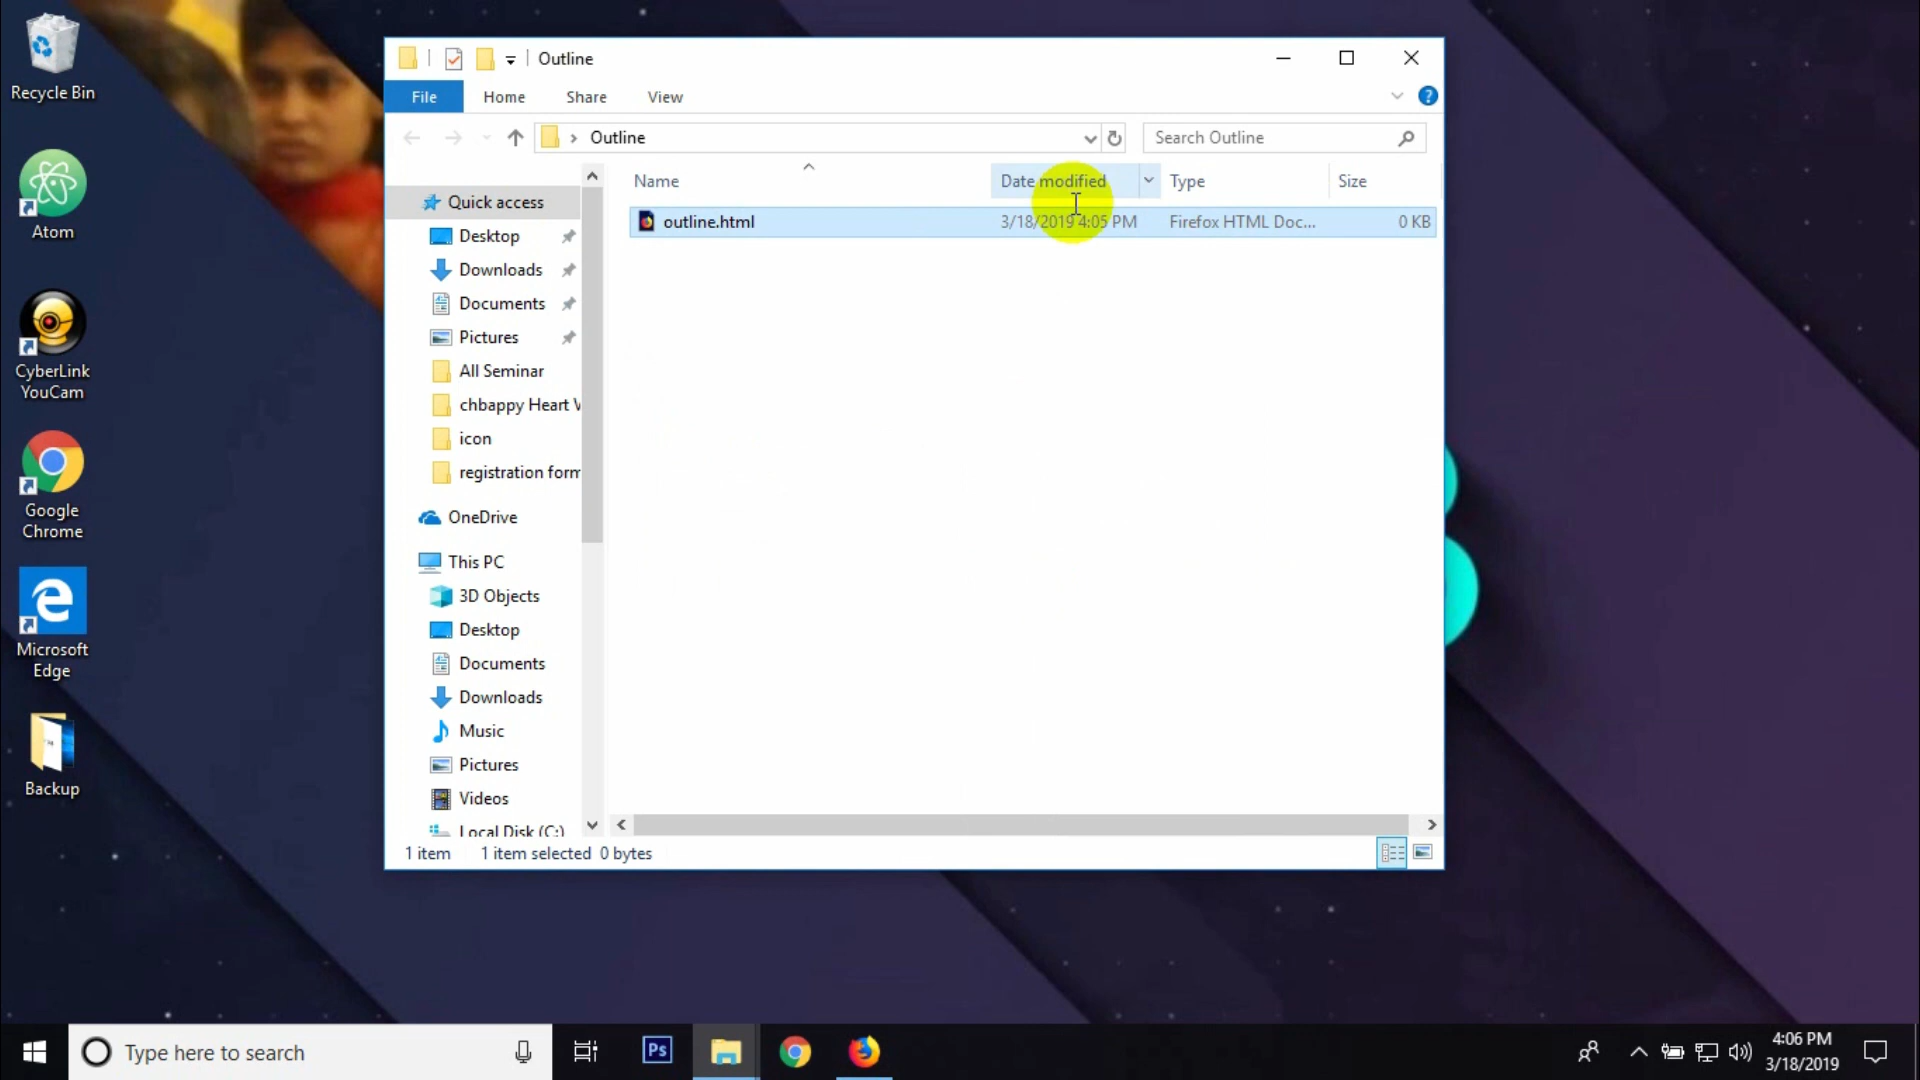 Recycle Bin
Atom
CyberLink
YouCam
Google
Chrome
Microsoft
Edge
Backup
Outline
File
Home
Share
View
Outline
Search Outline
Name
Date modified
Type
Size
outline.html
3/18/2019 4:05 PM
Firefox HTML Doc...
0 KB
Quick access
Desktop
Downloads
Documents
Pictures
All Seminar
chbappy Heart
icon
registration form
OneDrive
This PC
3D Objects
Desktop
Documents
Downloads
Music
Pictures
Videos
Local Disk (C:)
1 item
1 item selected 0 bytes
Type here to search
Ps
4:06 PM
3/18/2019